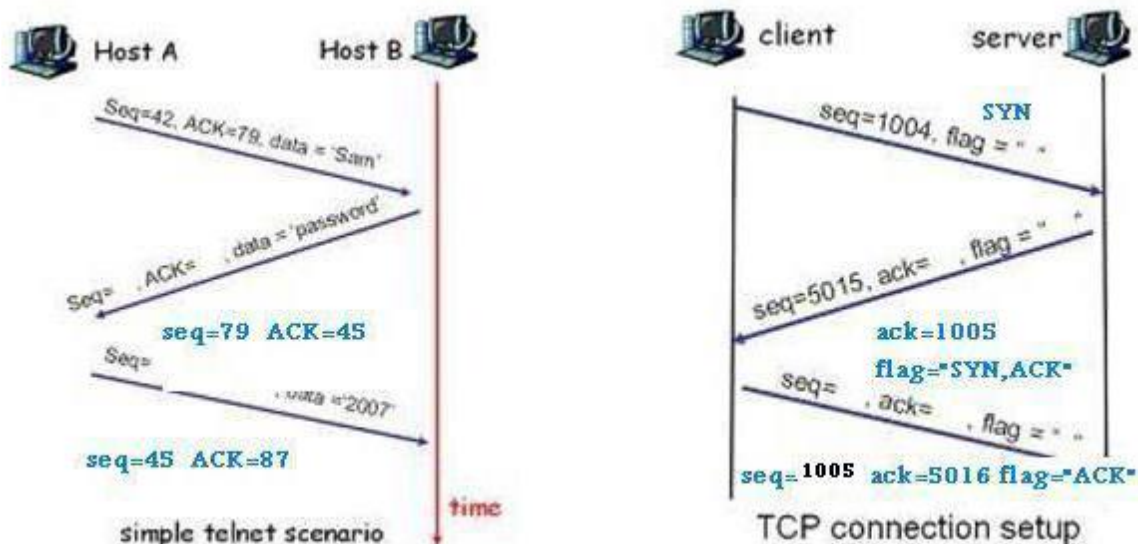 Host A
Host B
Seq=42, ACK=79, data = 'Sam'
Seq= , ACK= , data = 'password'
seq=79 ACK=45
Seq=
, data ='2007'
seq=45 ACK=87
time
simple telnet scenario
client
server
SYN
seq=1004, flag = " "
seq=5015, ack= , flag = " "
ack=1005
flag="SYN,ACK"
seq= , ack= , flag = " "
seq=1005 ack=5016 flag="ACK"
TCP connection setup